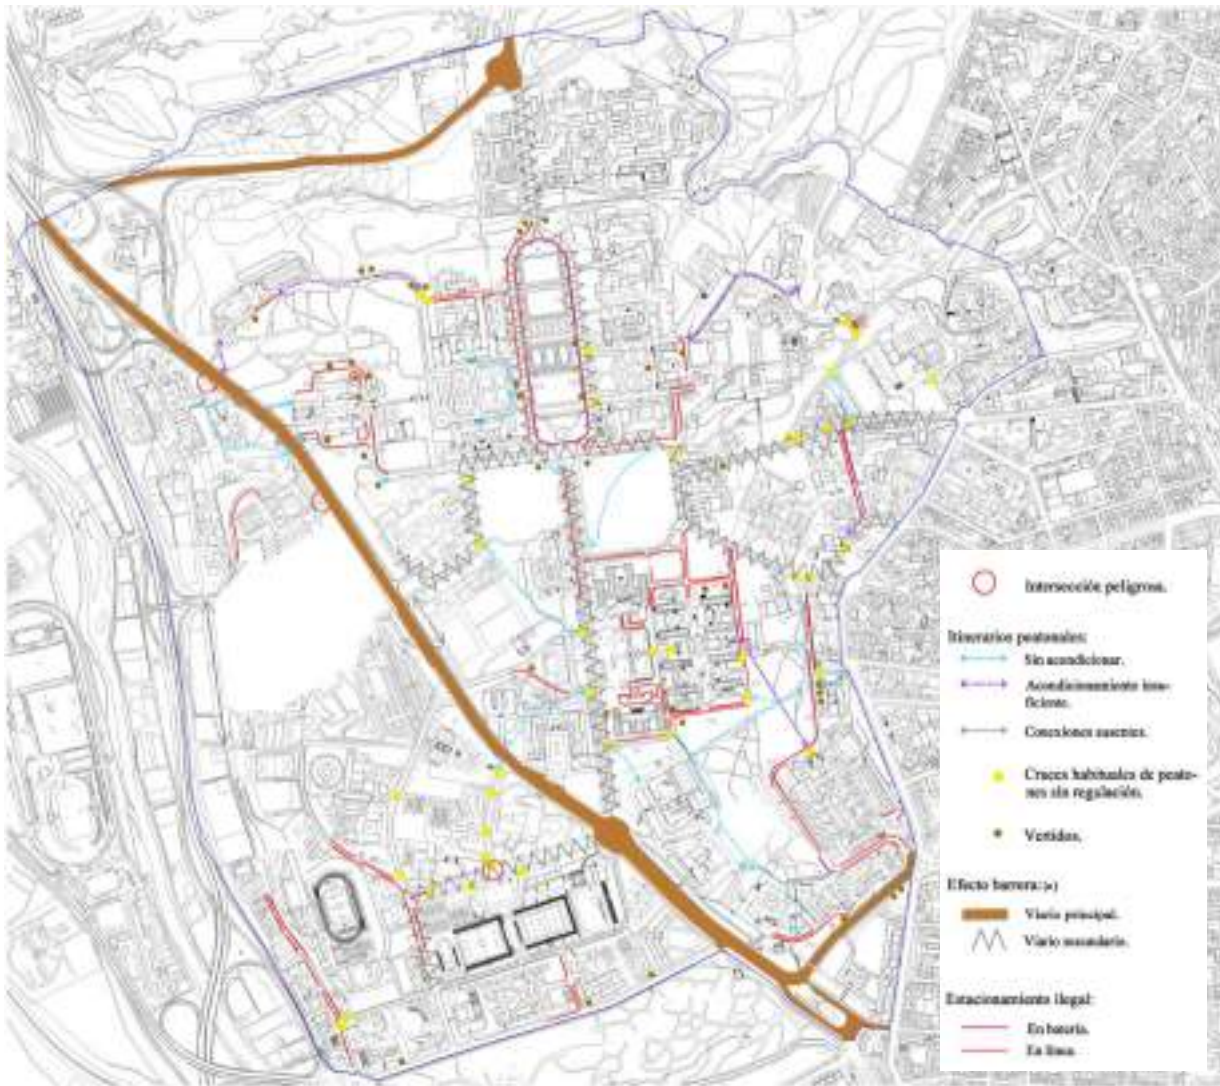 Intersección peligrosa.
Itinerarios peatonales:
Sin acondicionar.
Acondicionamiento insu-
ficiente.
Conexiones ausentes.
Cruces habituales de peato-
nes sin regulación.
Vertidos.
Efecto barrera:
Viario principal.
Viario secundario.
Estacionamiento ilegal:
En batería.
En línea.